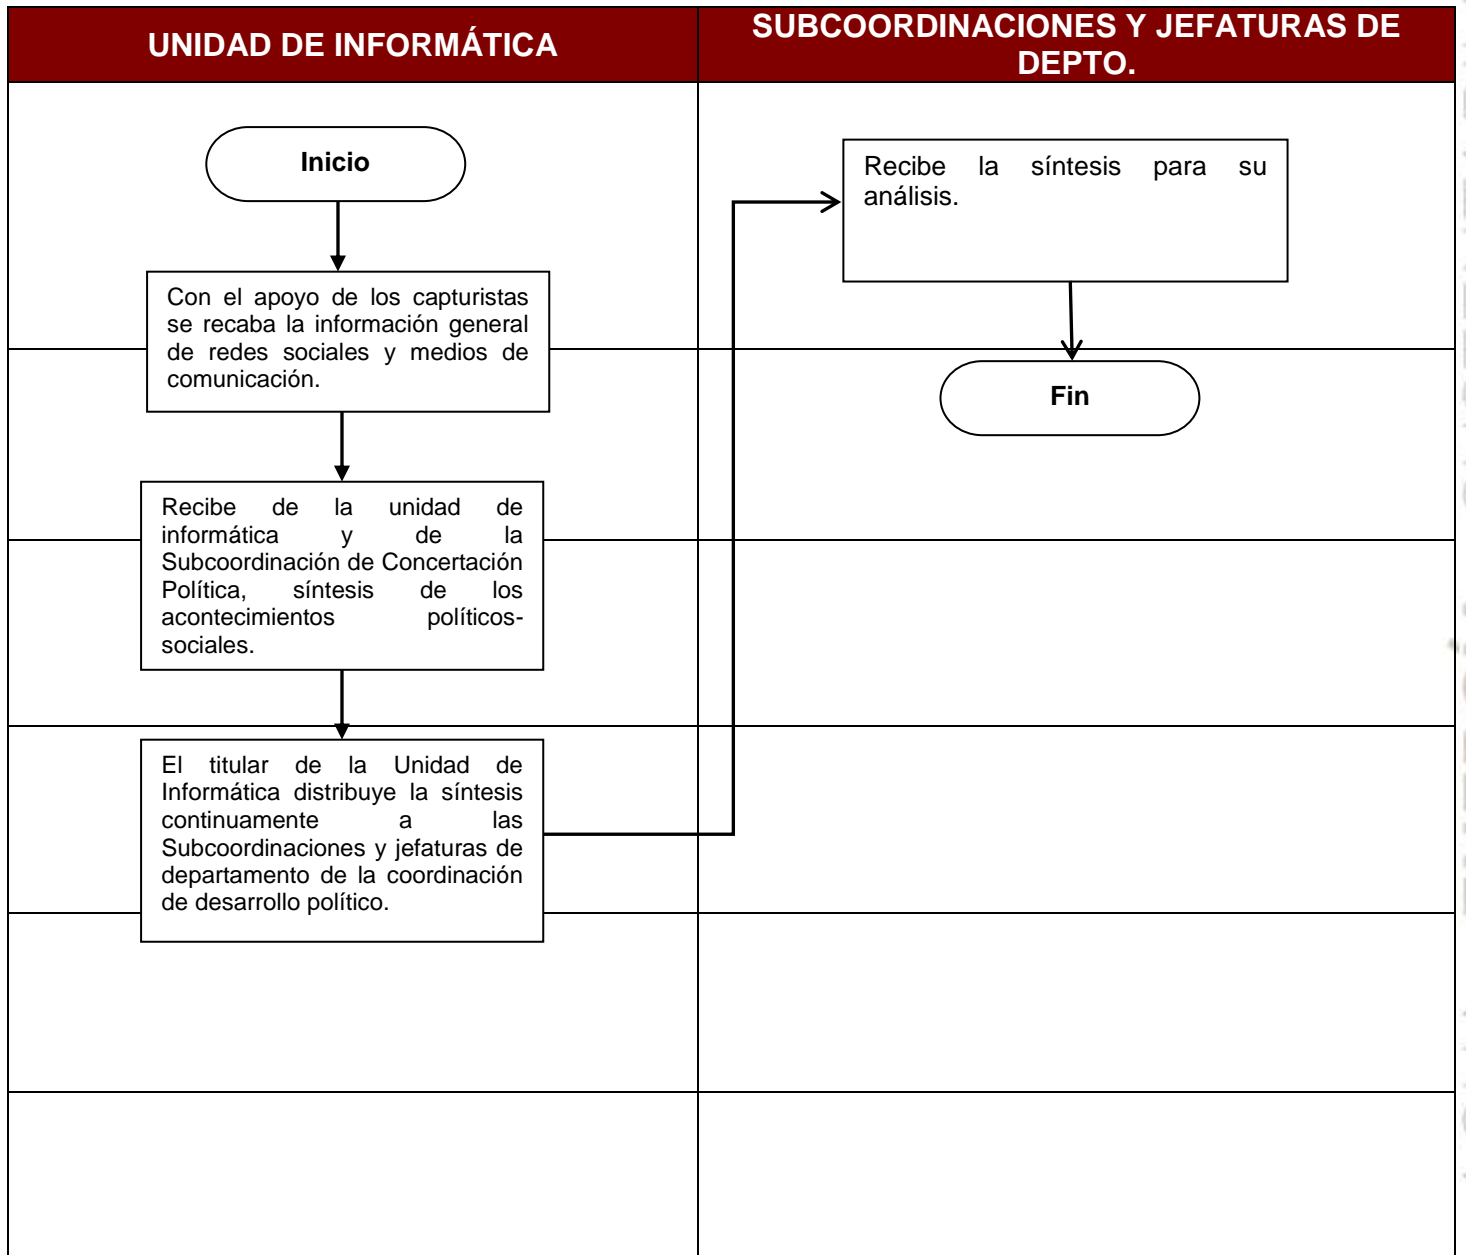 UNIDAD DE INFORMÁTICA
SUBCOORDINACIONES Y JEFATURAS DE
DEPTO.
Inicio
Con el apoyo de los capturistas
se recaba la información general
de redes sociales y medios de
comunicación.
Recibe de la unidad de
informática y de la
Subcoordinación de Concertación
Política, síntesis de los
acontecimientos políticos-
sociales.
El titular de la Unidad de
Informática distribuye la síntesis
continuamente a las
Subcoordinaciones y jefaturas de
departamento de la coordinación
de desarrollo político.
Recibe la síntesis para su
análisis.
Fin